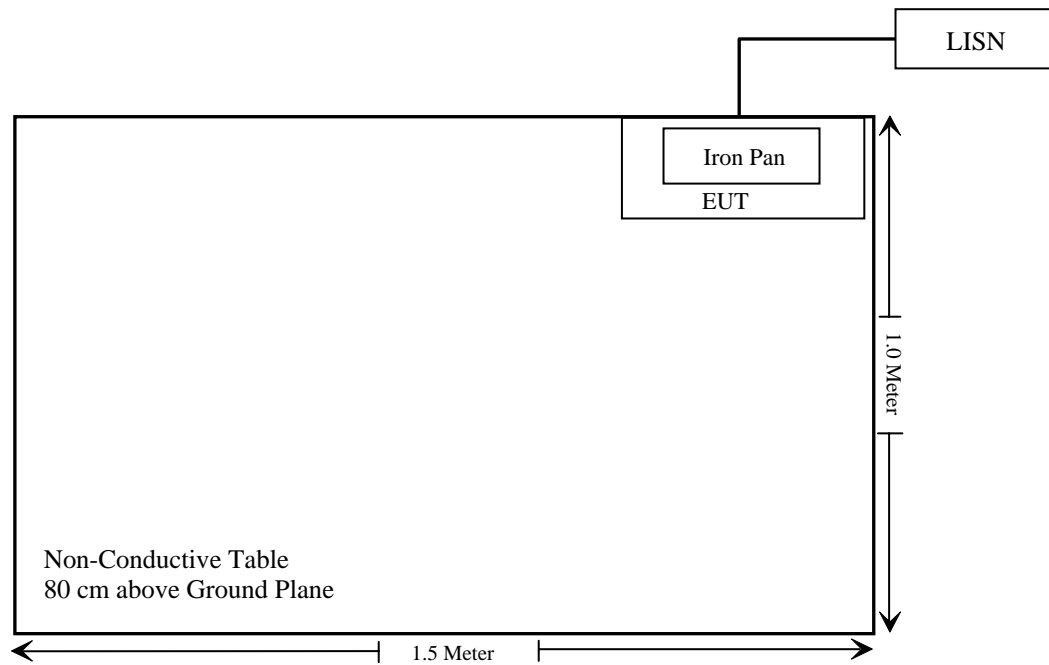 LISN
Iron Pan
EUT
1.0 Meter
Non-Conductive Table
80 cm above Ground Plane
1.5 Meter